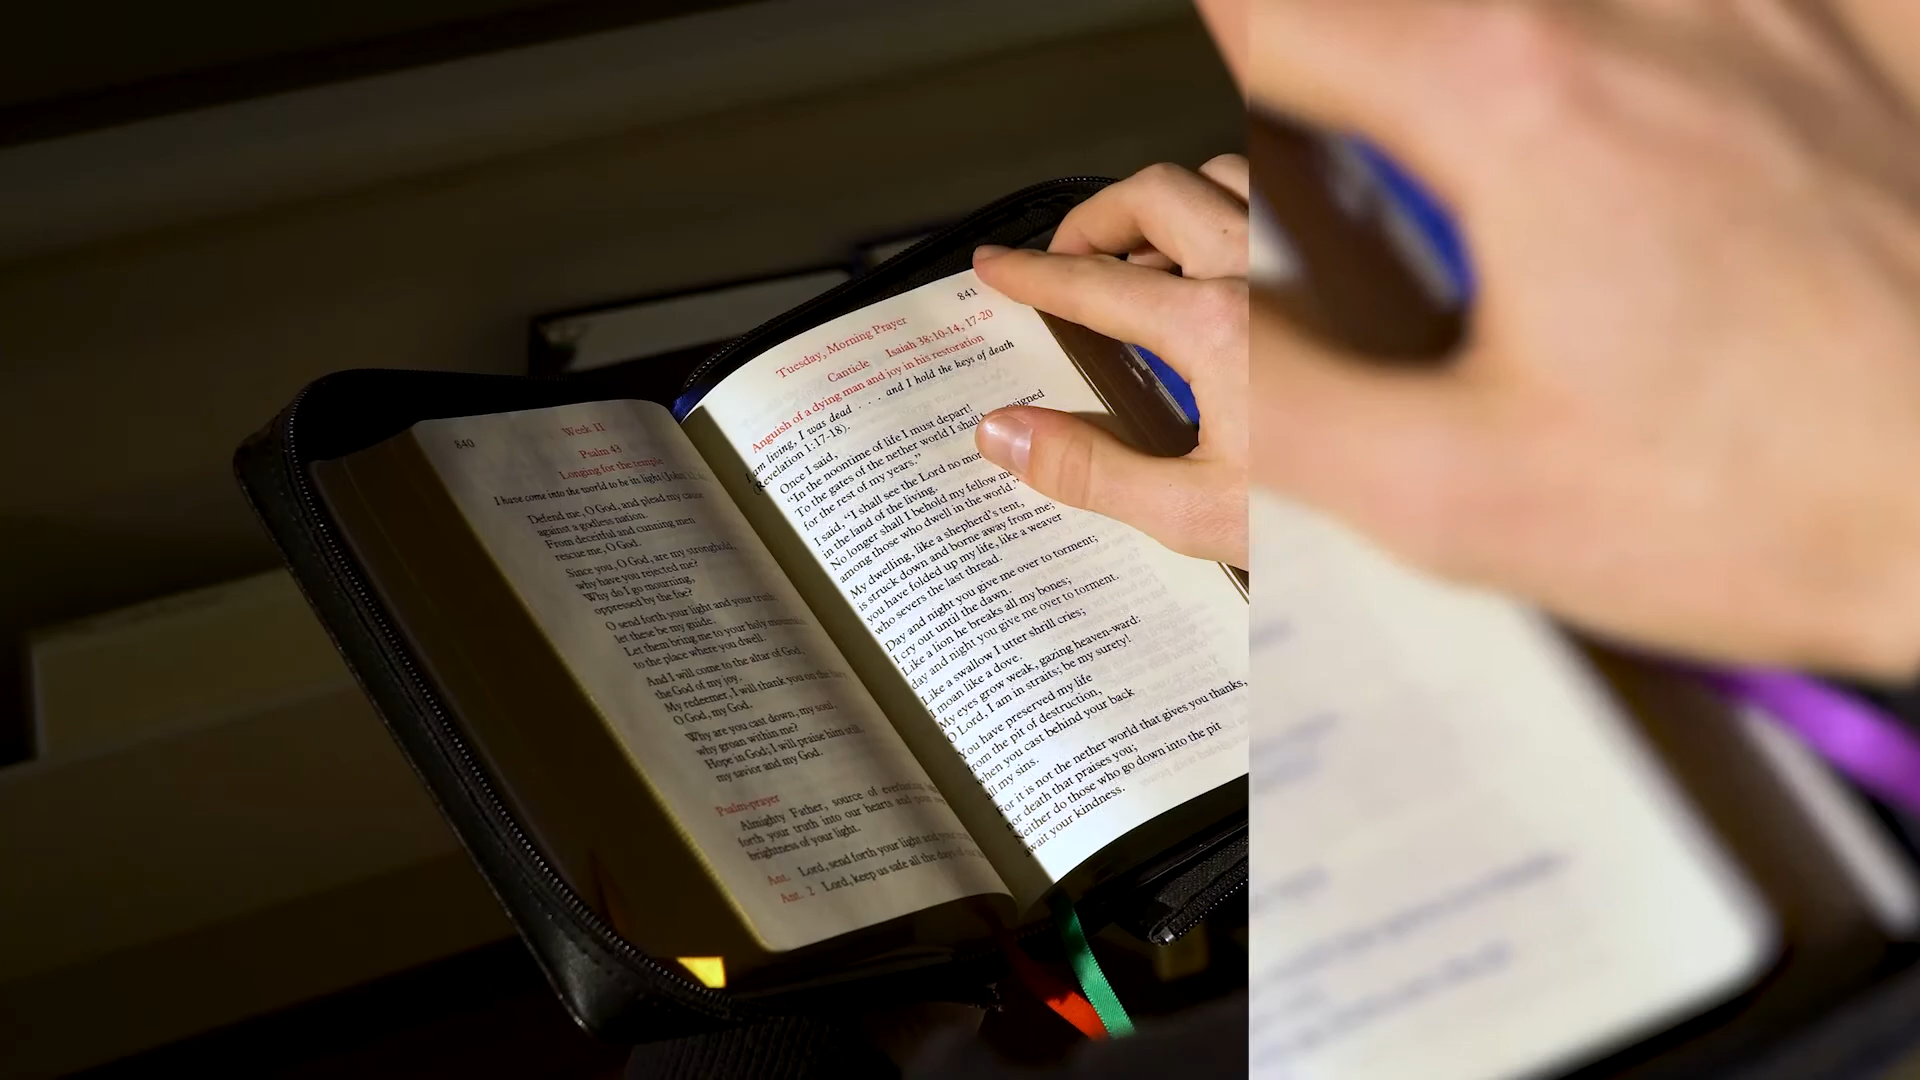 840
Week II
Psalm 43
Longing for the temple
I have come into the world to be its light (John 12:
Defend me, O God, and plead my cause
against a godless nation.
From deceitful and cunning men
rescue me, O God.
Since you, O God, are my stronghold,
why have you rejected me?
Why do I go mourning,
oppressed by the foe?
O send forth your light and your truth;
let these be my guide.
Let them bring me to your holy mountain
to the place where you dwell.
And I will come to the altar of God,
the God of my joy.
My redeemer, I will thank you on the harp,
O God, my God.
Why are you cast down, my soul,
why groan within me?
Hope in God; I will praise him still,
my savior and my God.
Psalm-prayer
Almighty Father, source of everlasting
forth your truth into our hearts and pour
brightness of your light.
Ant. Lord, send forth your light and your
Ant. 2 Lord, keep us safe all the days of
841
Tuesday, Morning Prayer
Canticle Isaiah 38:10-14, 17-20
Anguish of a dying man and joy in his restoration
I am living, I was dead . . . and I hold the keys of death
(Revelation 1:17-18).
Once I said,
"In the noontime of life I must depart!
To the gates of the nether world I shall be consigned
for the rest of my years."
I said, "I shall see the Lord no more
in the land of the living.
No longer shall I behold my fellow
among those who dwell in the world."
My dwelling, like a shepherd's tent,
is struck down and borne away from me;
you have folded up my life, like a weaver
who severs the last thread.
Day and night you give me over to torment;
I cry out until the dawn.
Like a lion he breaks all my bones;
day and night you give me over to torment.
Like a swallow I utter shrill cries;
I moan like a dove.
My eyes grow weak, gazing heaven-ward:
O Lord, I am in straits; be my surety!
You have preserved my life
from the pit of destruction,
when you cast behind your back
all my sins.
For it is not the nether world that gives you thanks,
nor death that praises you;
Neither do those who go down into the pit
await your kindness.